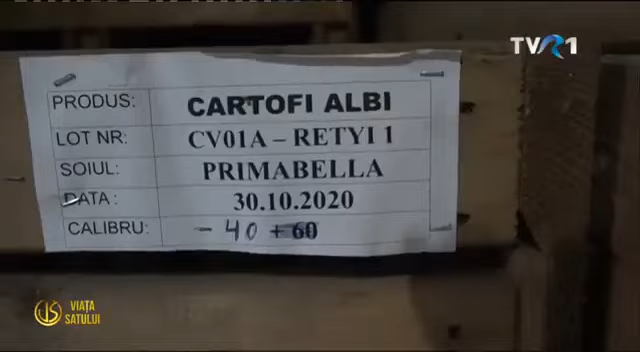 TVR1
PRODUS: CARTOFI ALBI
LOT NR: CV01A – RETYI 1
SOIUL: PRIMABELLA
DATA : 30.10.2020
CALIBRU: - 40 + 60
VIAȚA
SATULUI